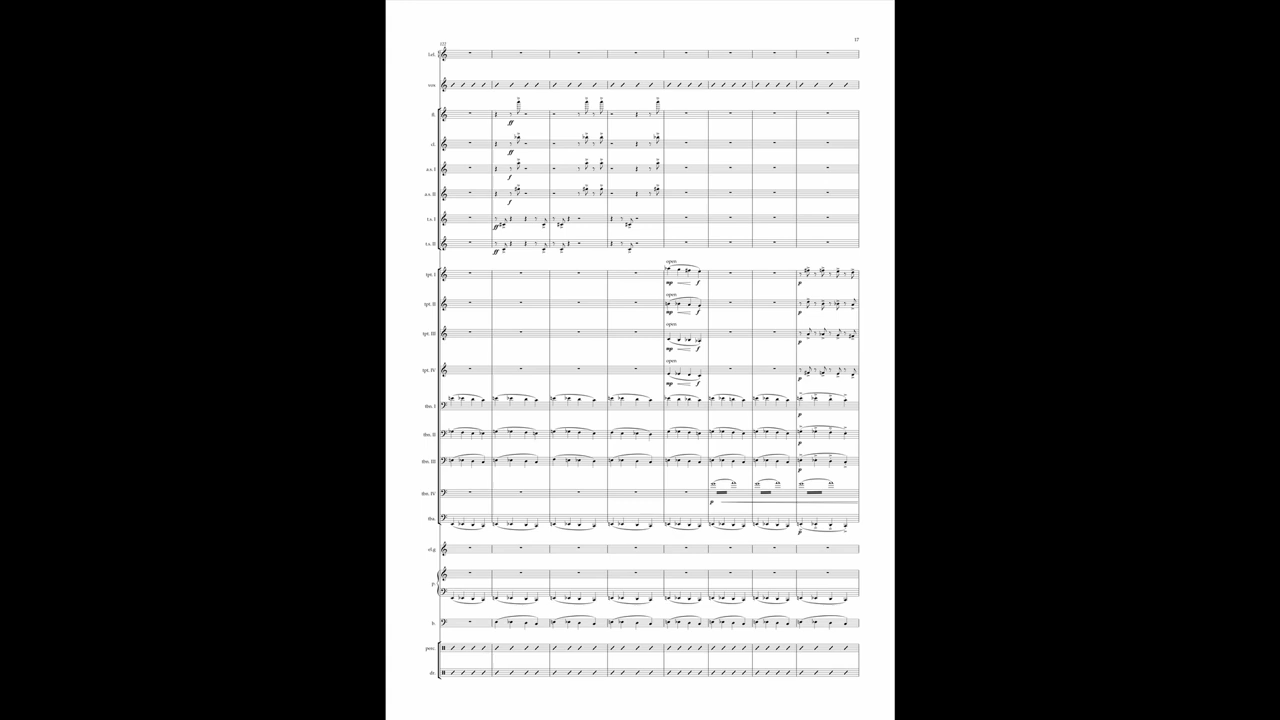 17
122
vox
fl.
ff
cl.
ff
a.s. I
f
a.s. II
f
t.s. I
ff
t.s. II
ff
open
tpt. I
mp f p
open
tpt. II
mp f p
open
tpt. III
mp f p
open
tpt. IV
mp f p
tbn. I
p
tbn. II
p
tbn. III
p
tbn. IV
p
tba.
p
el.g
p.
b.
perc.
dr.